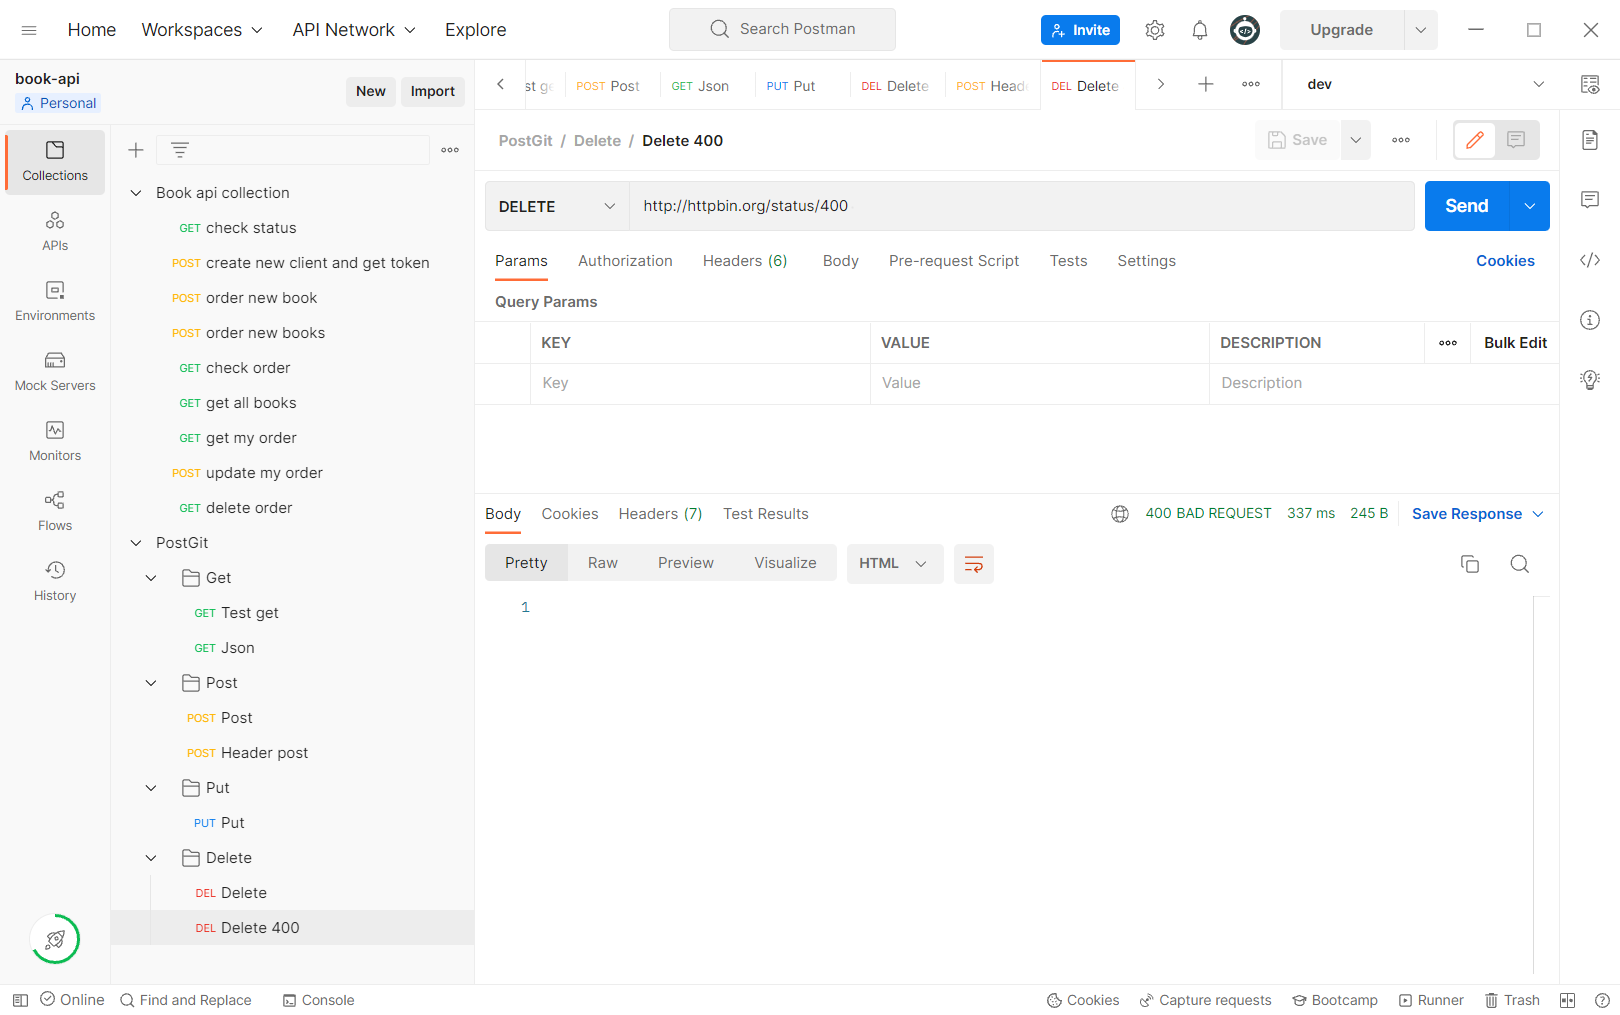 Home Workspaces API Network Explore Search Postman Invite Upgrade
book-api
Personal
New Import
POST Post GET Json PUT Put DEL Delete POST Head DEL Delete dev
PostGit / Delete / Delete 400 Save
DELETE http://httpbin.org/status/400 Send
Params Authorization Headers (6) Body Pre-request Script Tests Settings Cookies
Query Params
KEY VALUE DESCRIPTION Bulk Edit
Key Value Description
Body Cookies Headers (7) Test Results 400 BAD REQUEST 337 ms 245 B Save Response
Pretty Raw Preview Visualize HTML
1
Collections
APIs
Environments
Mock Servers
Monitors
Flows
History
Book api collection
GET check status
POST create new client and get token
POST order new book
POST order new books
GET check order
GET get all books
GET get my order
POST update my order
GET delete order
PostGit
Get
GET Test get
GET Json
Post
POST Post
POST Header post
Put
PUT Put
Delete
DEL Delete
DEL Delete 400
Online Find and Replace Console Cookies Capture requests Bootcamp Runner Trash